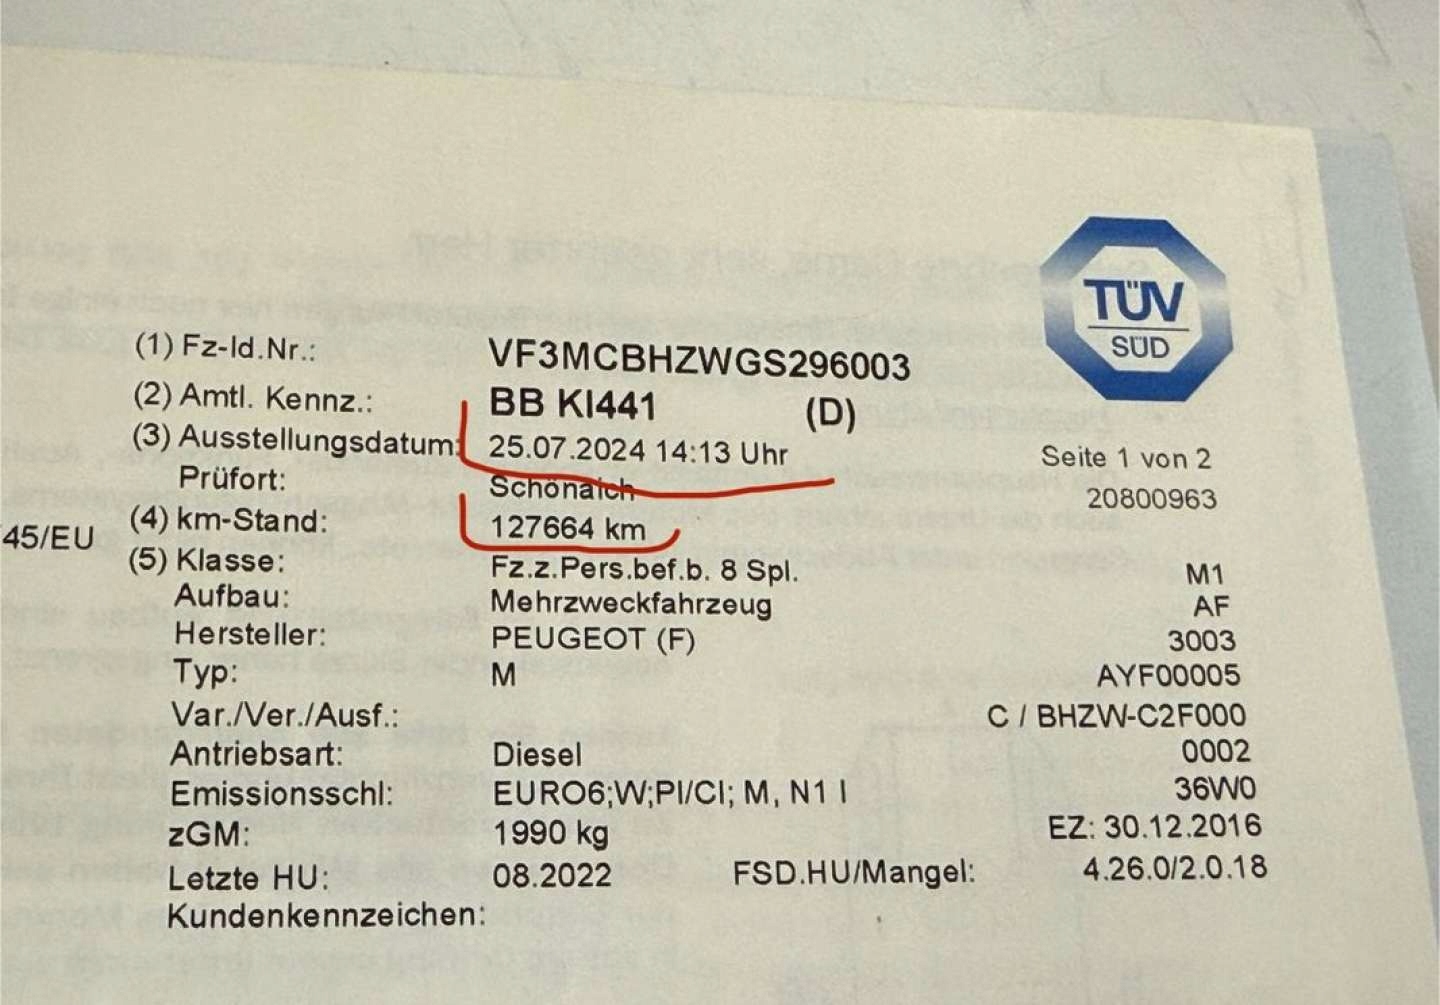 TÜV
SÜD
(1) Fz-Id.Nr.: VF3MCBHZWGS296003
(2) Amtl. Kennz.: BB KI441 (D)
(3) Ausstellungsdatum: 25.07.2024 14:13 Uhr Seite 1 von 2
Prüfort: Schönaich 20800963
45/EU (4) km-Stand: 127664 km
(5) Klasse: Fz.z.Pers.bef.b. 8 Spl. M1
Aufbau: Mehrzweckfahrzeug AF
Hersteller: PEUGEOT (F) 3003
Typ: M AYF00005
Var./Ver./Ausf.: C / BHZW-C2F000
Antriebsart: Diesel 0002
Emissionsschl: EURO6;W;PI/CI; M, N1 I 36W0
zGM: 1990 kg EZ: 30.12.2016
Letzte HU: 08.2022 FSD.HU/Mangel: 4.26.0/2.0.18
Kundenkennzeichen: